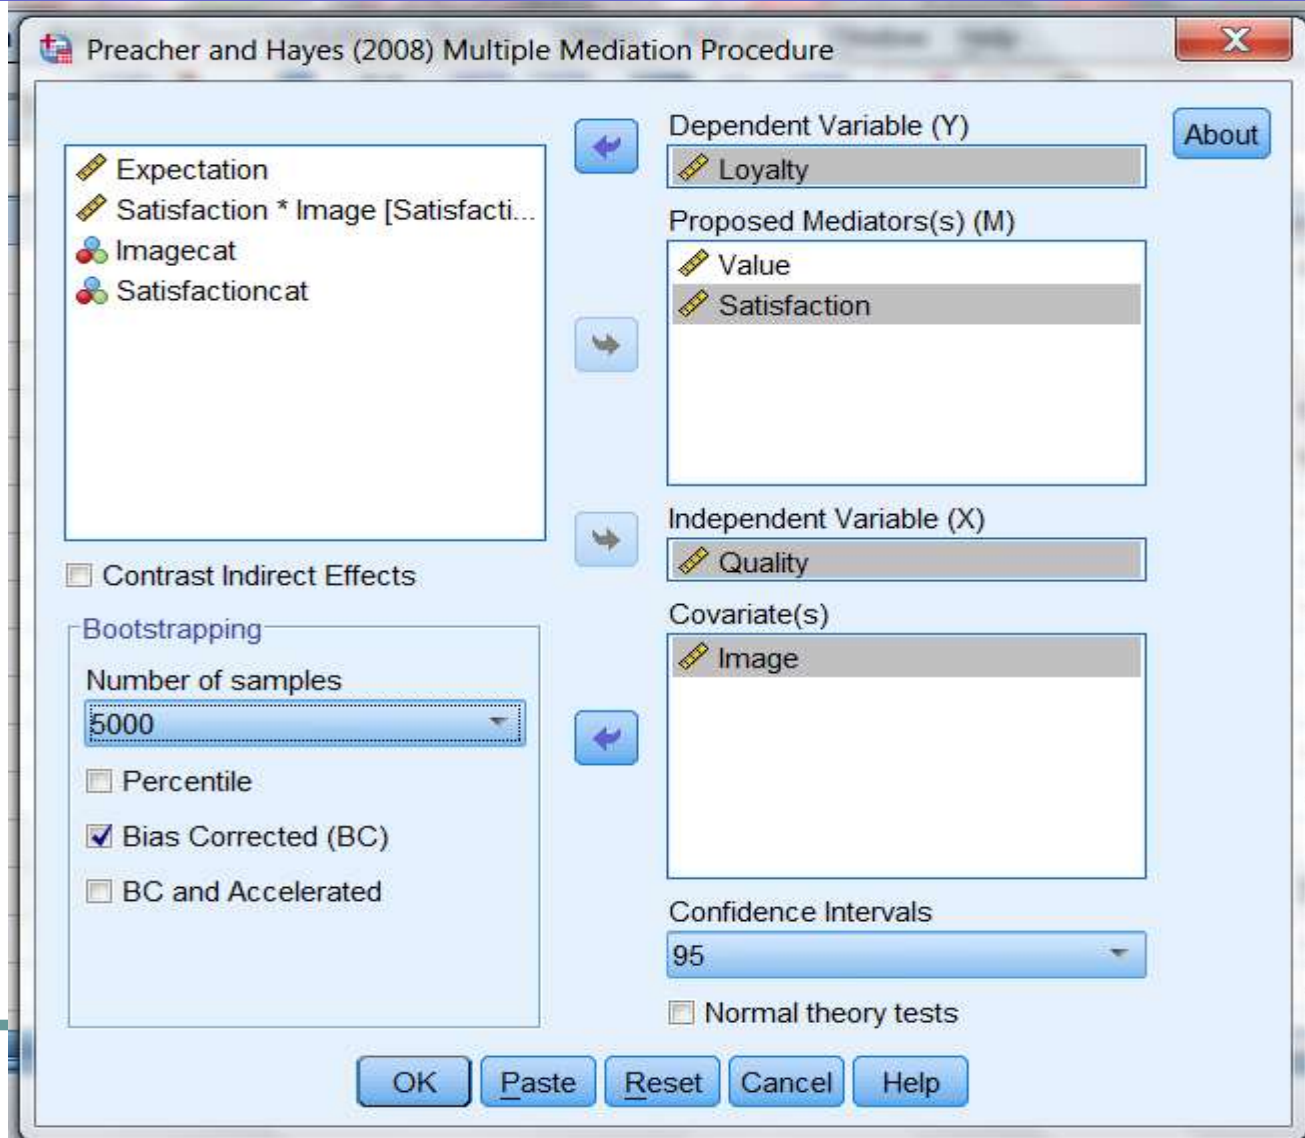 Preacher and Hayes (2008) Multiple Mediation Procedure
Expectation
Satisfaction * Image [Satisfacti...
Imagecat
Satisfactioncat
Contrast Indirect Effects
Bootstrapping
Number of samples
5000
Percentile
Bias Corrected (BC)
BC and Accelerated
Dependent Variable (Y)
Loyalty
Proposed Mediators(s) (M)
Value
Satisfaction
Independent Variable (X)
Quality
Covariate(s)
Image
Confidence Intervals
95
Normal theory tests
About
OK
Paste
Reset
Cancel
Help